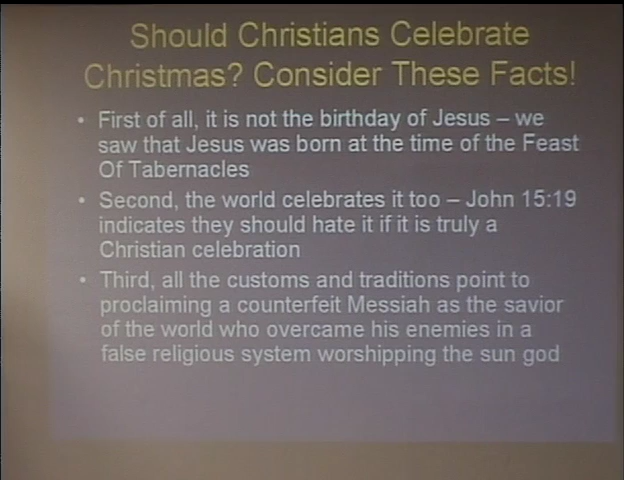 Should Christians Celebrate
Christmas? Consider These Facts!
• First of all, it is not the birthday of Jesus – we
saw that Jesus was born at the time of the Feast
Of Tabernacles
• Second, the world celebrates it too – John 15:19
indicates they should hate it if it is truly a
Christian celebration
• Third, all the customs and traditions point to
proclaiming a counterfeit Messiah as the savior
of the world who overcame his enemies in a
false religious system worshipping the sun god